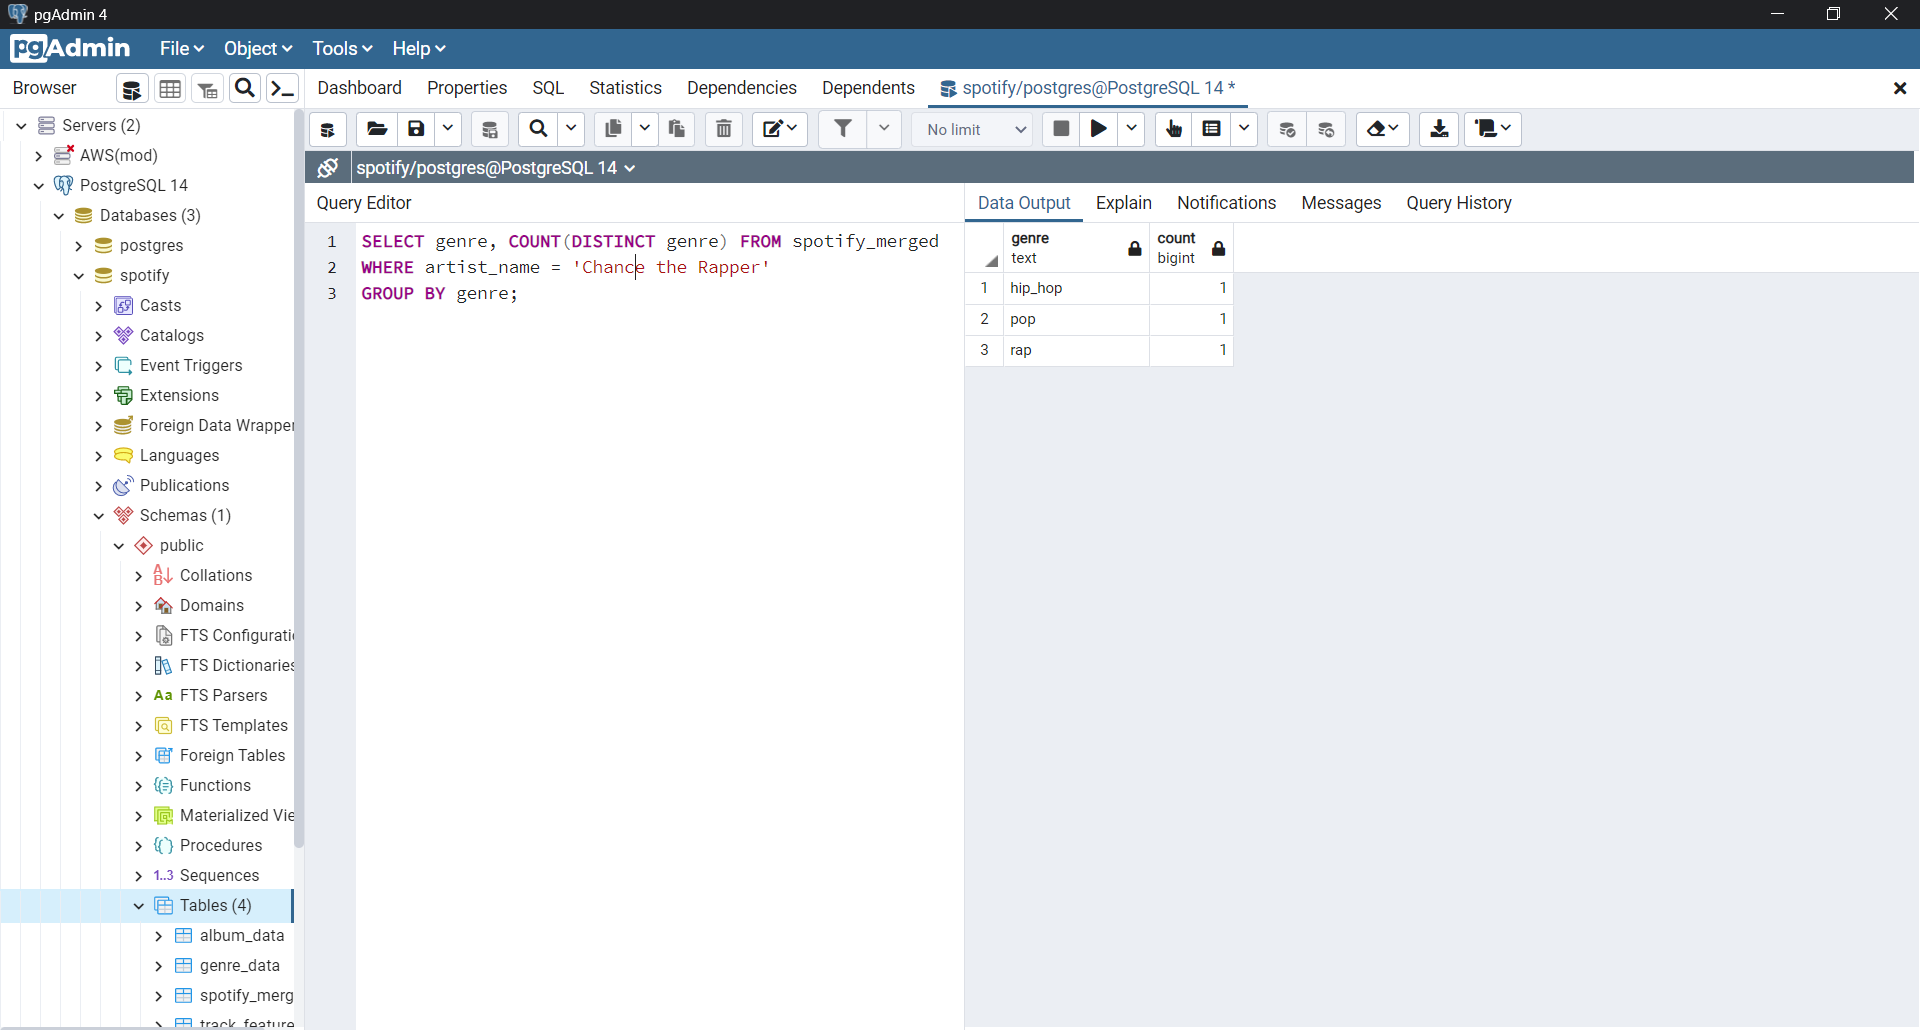 pgAdmin 4
pgAdmin File Object Tools Help
Browser Dashboard Properties SQL Statistics Dependencies Dependents spotify/postgres@PostgreSQL 14 *
No limit
spotify/postgres@PostgreSQL 14
Servers (2)
AWS(mod)
PostgreSQL 14
Databases (3)
postgres
spotify
Casts
Catalogs
Event Triggers
Extensions
Foreign Data Wrapper
Languages
Publications
Schemas (1)
public
Collations
Domains
FTS Configurati
FTS Dictionaries
Aa FTS Parsers
FTS Templates
Foreign Tables
Functions
Materialized Vie
Procedures
1..3 Sequences
Tables (4)
album_data
genre_data
spotify_merg
track_feature
Query Editor
1 SELECT genre, COUNT(DISTINCT genre) FROM spotify_merged
2 WHERE artist_name = 'Chance the Rapper'
3 GROUP BY genre;
Data Output Explain Notifications Messages Query History
genre count
text bigint
1 hip_hop 1
2 pop 1
3 rap 1